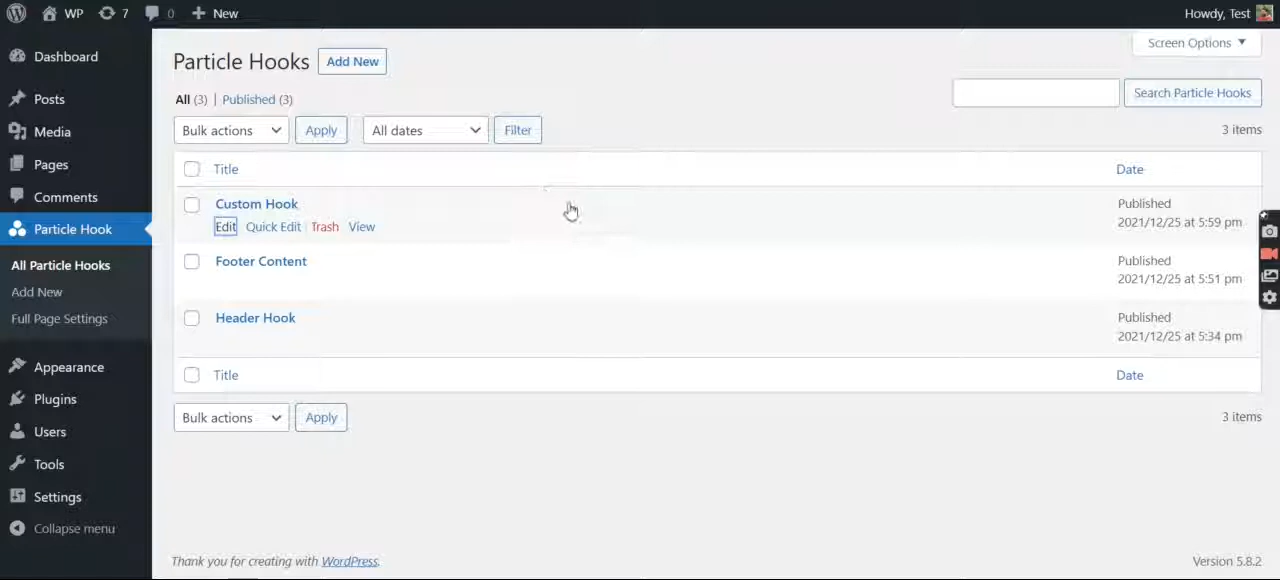 WP 7 0 New Howdy, Test
Dashboard
Posts
Media
Pages
Comments
Particle Hook
All Particle Hooks
Add New
Full Page Settings
Appearance
Plugins
Users
Tools
Settings
Collapse menu
Screen Options
Particle Hooks Add New
All (3) | Published (3)
Search Particle Hooks
Bulk actions Apply All dates Filter 3 items
Title Date
Custom Hook Published
2021/12/25 at 5:59 pm
Edit Quick Edit Trash View
Footer Content Published
2021/12/25 at 5:51 pm
Header Hook Published
2021/12/25 at 5:34 pm
Title Date
Bulk actions Apply 3 items
Thank you for creating with WordPress. Version 5.8.2